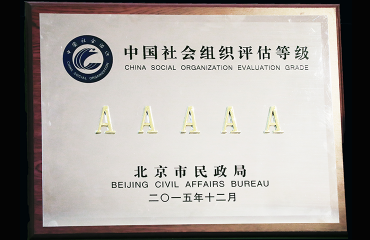 中国社会组织评估等级
CHINA SOCIAL ORGANIZATION EVALUATION GRADE
AAAAA
北京市民政局
BEIJING CIVIL AFFAIRS BUREAU
二〇一五年十二月